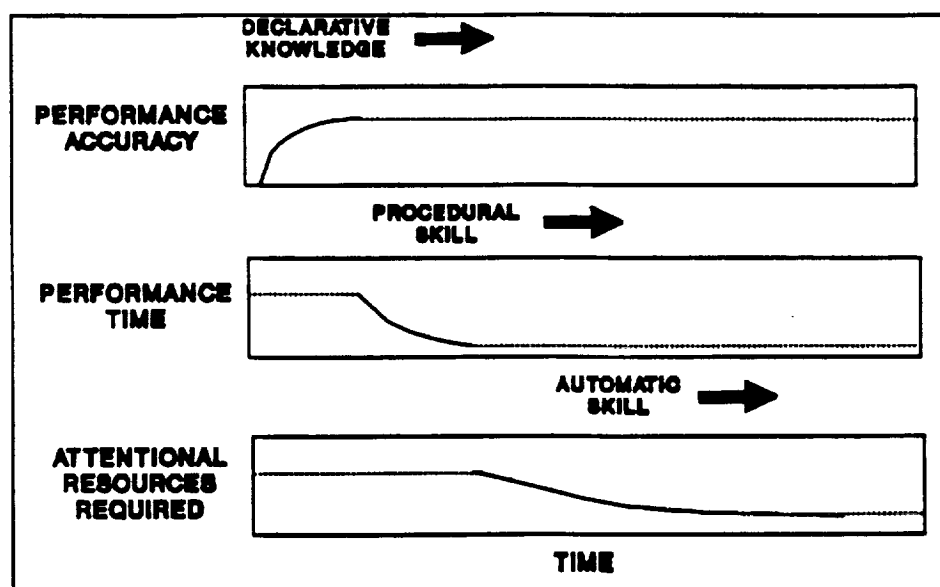 DECLARATIVE
KNOWLEDGE
PERFORMANCE
ACCURACY
PROCEDURAL
SKILL
PERFORMANCE
TIME
AUTOMATIC
SKILL
ATTENTIONAL
RESOURCES
REQUIRED
TIME